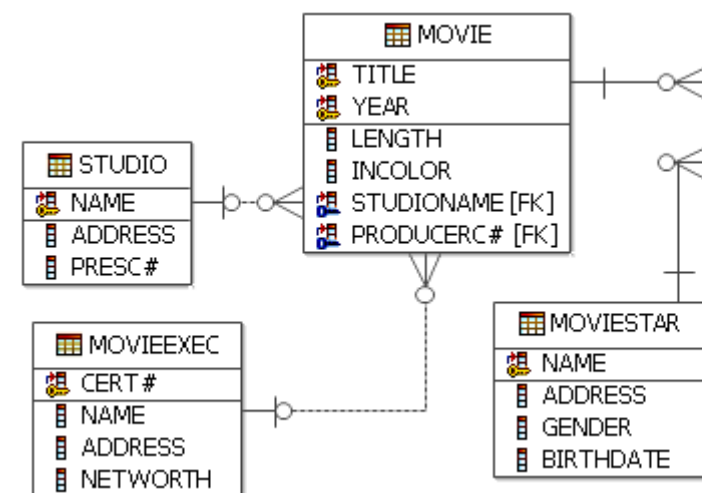 MOVIE
TITLE
YEAR
LENGTH
INCOLOR
STUDIONAME [FK]
PRODUCERC# [FK]
STUDIO
NAME
ADDRESS
PRESC#
MOVIEEXEC
CERT#
NAME
ADDRESS
NETWORTH
MOVIESTAR
NAME
ADDRESS
GENDER
BIRTHDATE